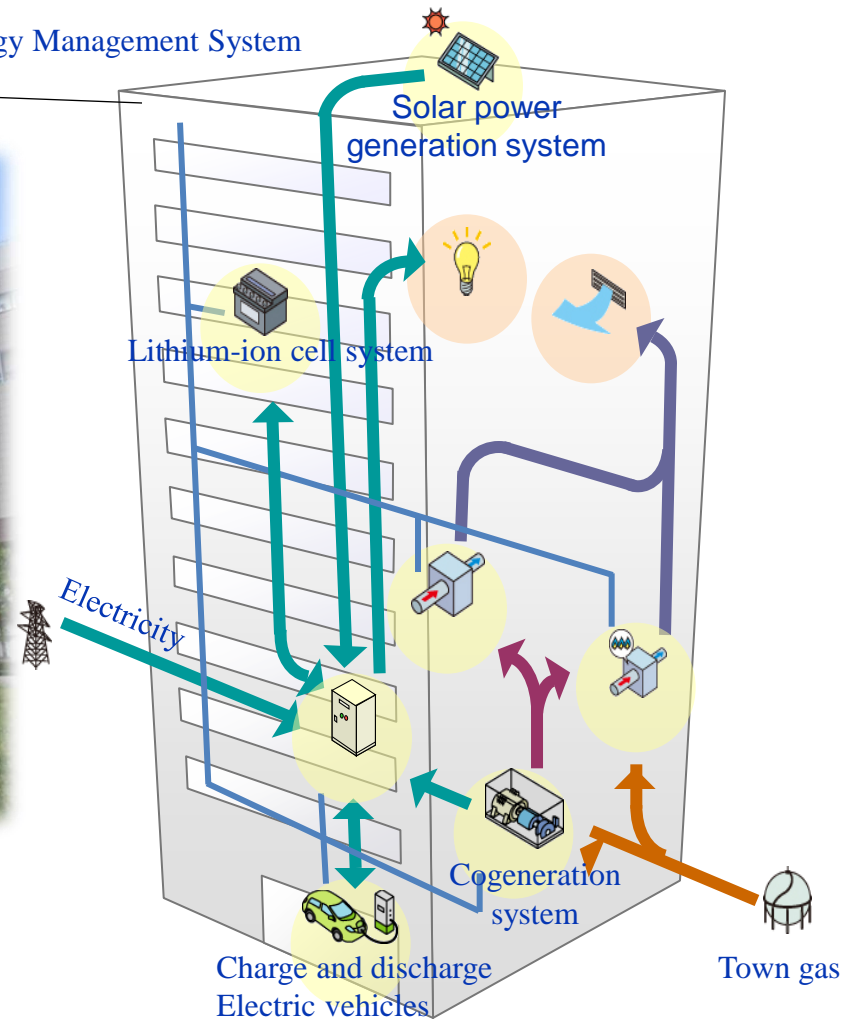 gy Management System
Solar power
generation system
Lithium-ion cell system
Electricity
Cogeneration
system
Charge and discharge
Electric vehicles
Town gas